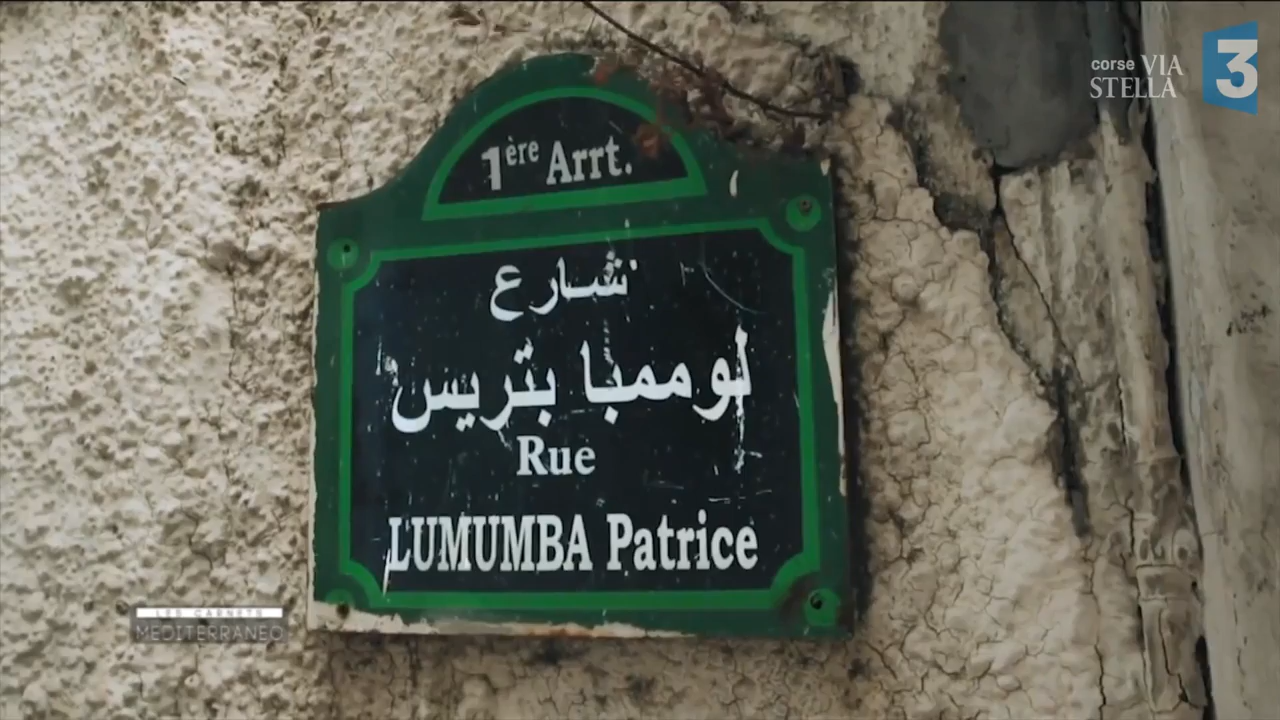 corse VIA
STELLA
3
1ère Arrt.
شارع
لوممبا بتريس
Rue
LUMUMBA Patrice
LES CARNETS
MEDITERRANEO